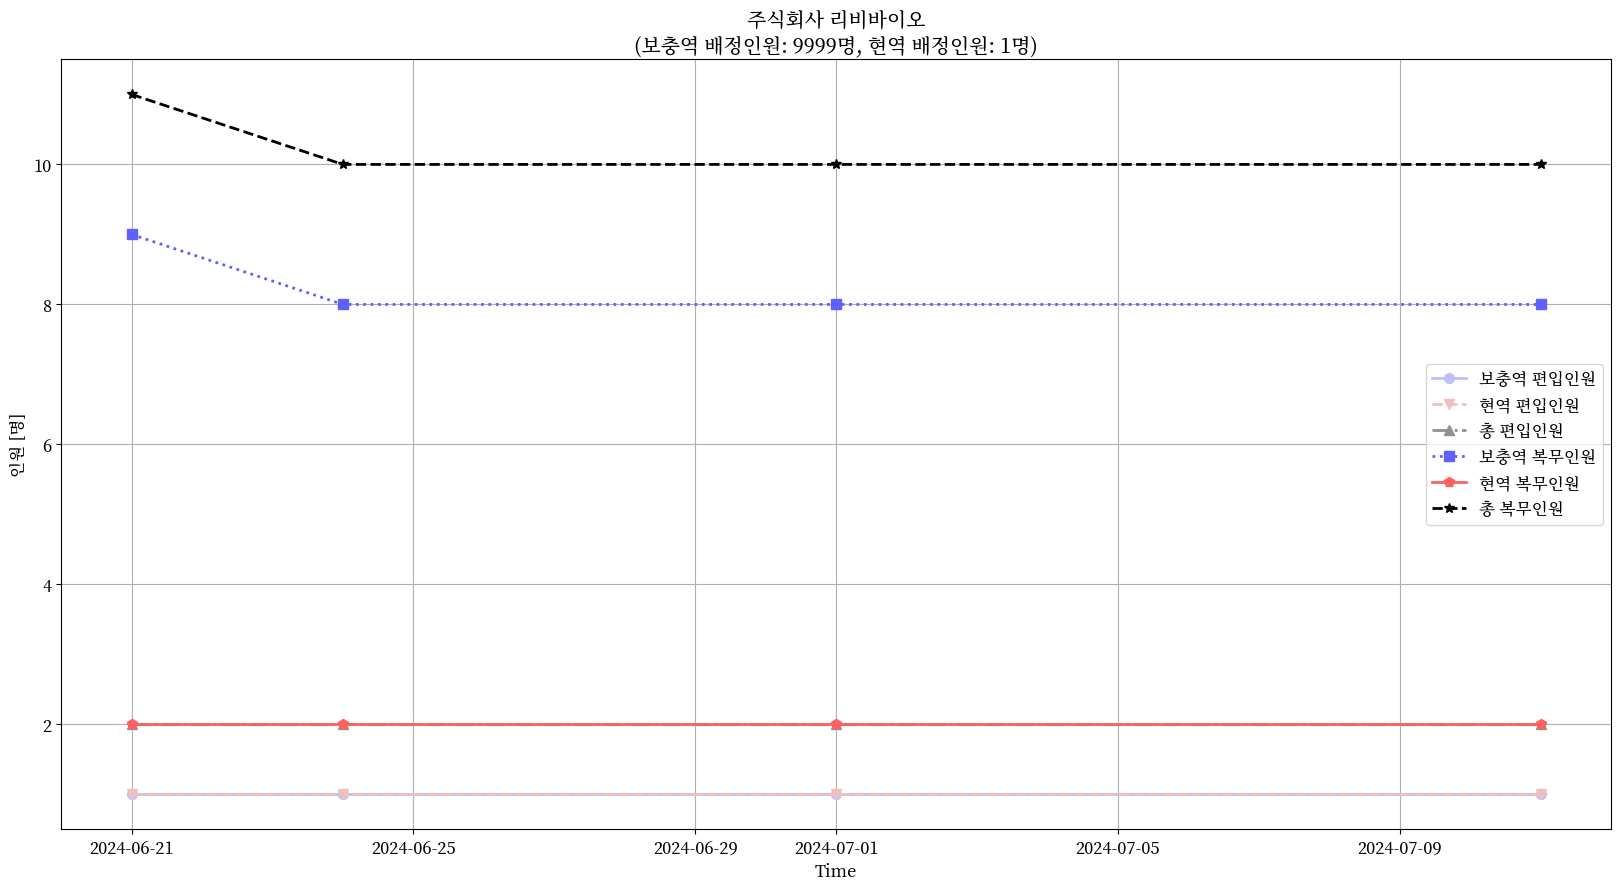 주식회사 리비바이오
(보충역 배정인원: 9999명, 현역 배정인원: 1명)
인원 [명]
10
8
6
4
2
보충역 편입인원
현역 편입인원
총 편입인원
보충역 복무인원
현역 복무인원
총 복무인원
2024-06-21
2024-06-25
2024-06-29
2024-07-01
2024-07-05
2024-07-09
Time